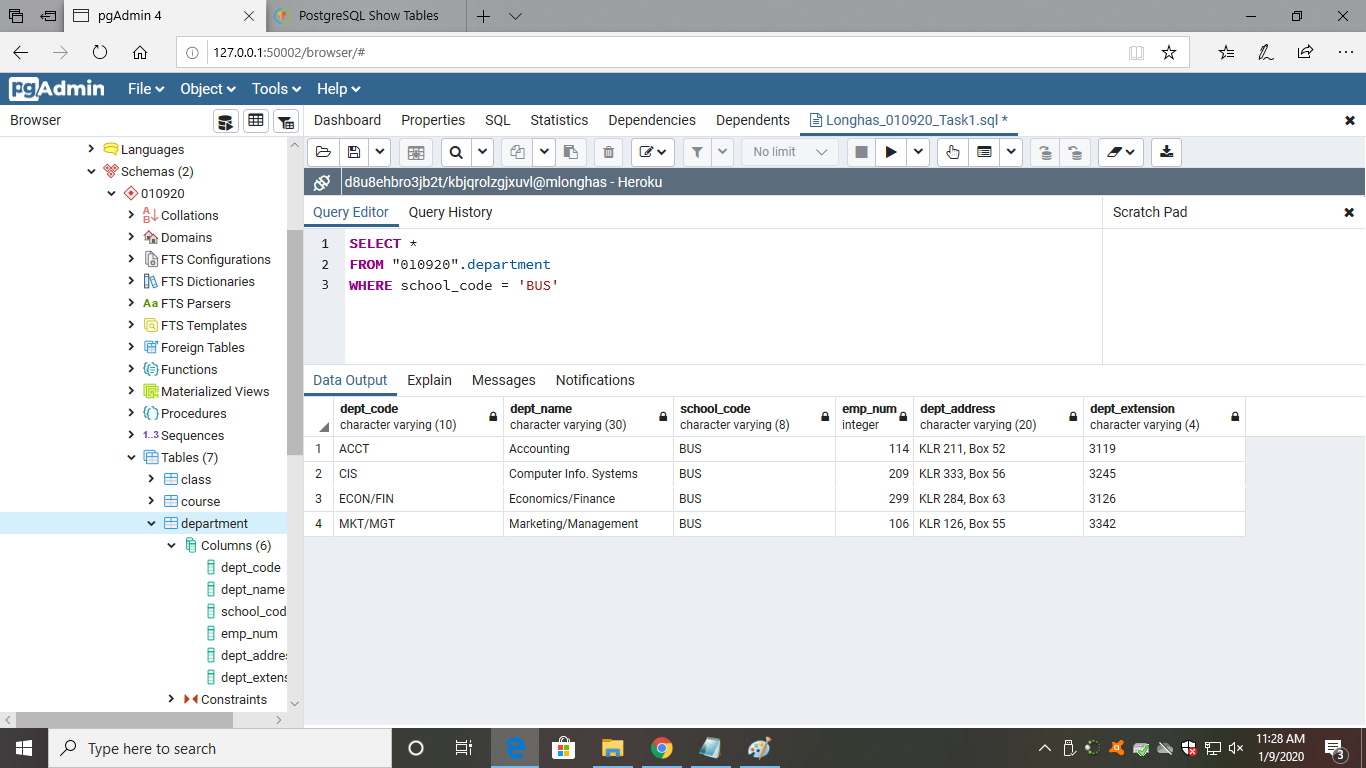 pgAdmin 4
PostgreSQL Show Tables
127.0.0.1:50002/browser/#
pgAdmin File Object Tools Help
Browser
Dashboard Properties SQL Statistics Dependencies Dependents Longhas_010920_Task1.sql *
Languages
Schemas (2)
010920
Collations
Domains
FTS Configurations
FTS Dictionaries
Aa FTS Parsers
FTS Templates
Foreign Tables
Functions
Materialized Views
Procedures
1..3 Sequences
Tables (7)
class
course
department
Columns (6)
dept_code
dept_name
school_cod
emp_num
dept_addre
dept_extens
Constraints
No limit
d8u8ehbro3jb2t/kbjqrolzgjxuvl@mlonghas - Heroku
Query Editor Query History
Scratch Pad
1 SELECT *
2 FROM "010920".department
3 WHERE school_code = 'BUS'
Data Output Explain Messages Notifications
dept_code dept_name school_code emp_num dept_address dept_extension
character varying (10) character varying (30) character varying (8) integer character varying (20) character varying (4)
1 ACCT Accounting BUS 114 KLR 211, Box 52 3119
2 CIS Computer Info. Systems BUS 209 KLR 333, Box 56 3245
3 ECON/FIN Economics/Finance BUS 299 KLR 284, Box 63 3126
4 MKT/MGT Marketing/Management BUS 106 KLR 126, Box 55 3342
Type here to search
11:28 AM
1/9/2020
3